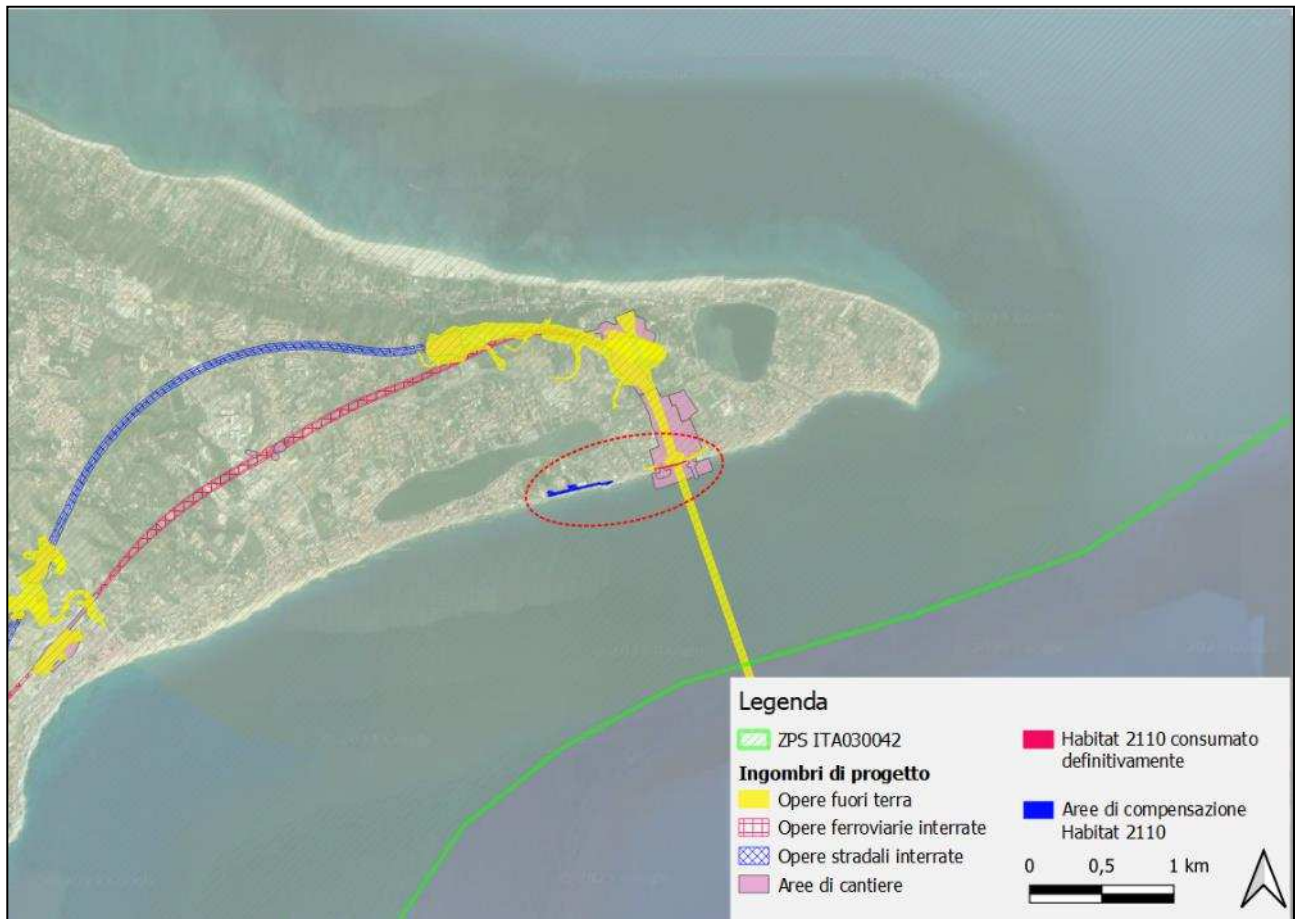 Legenda
ZPS ITA030042
Ingombri di progetto
Opere fuori terra
Opere ferroviarie interrate
Opere stradali interrate
Aree di cantiere
Habitat 2110 consumato
definitivamente
Aree di compensazione
Habitat 2110
0 0,5 1 km